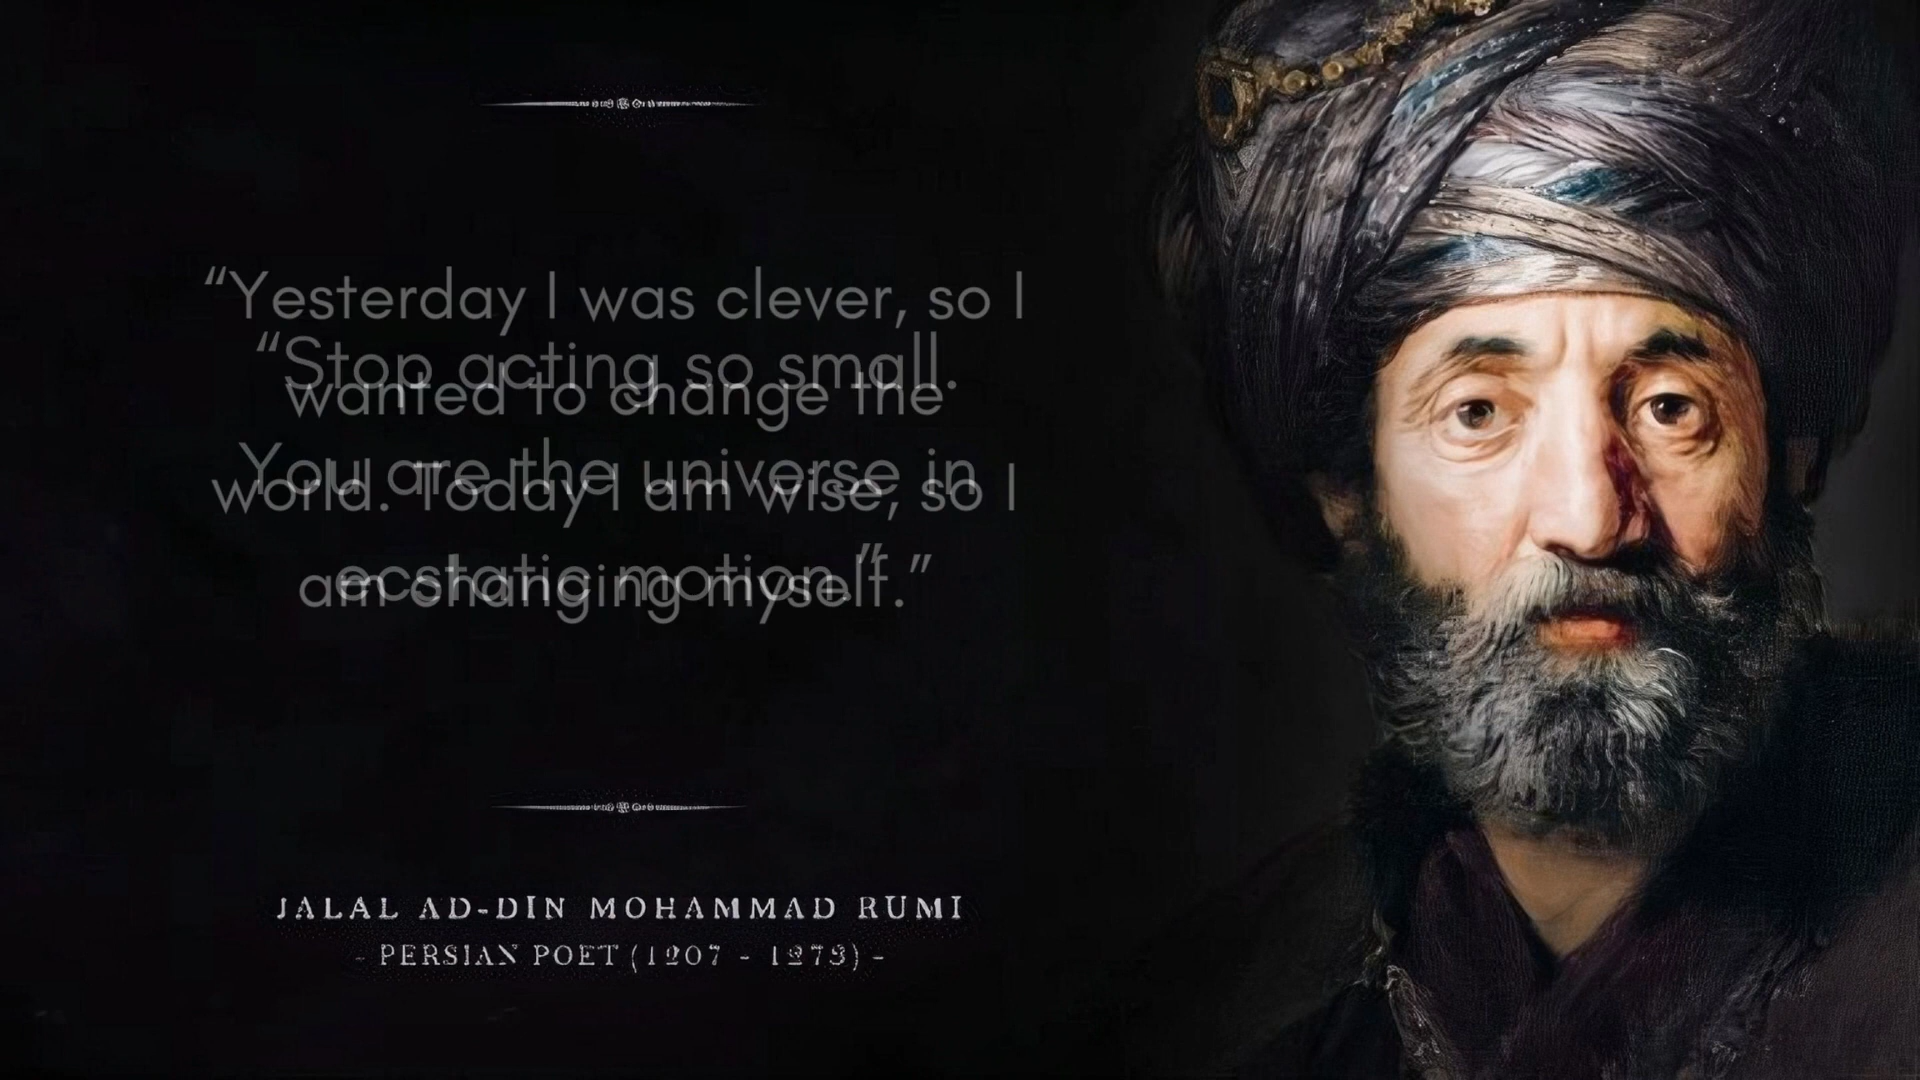 “Yesterday I was clever, so I
wanted to change the
world. Today I am wise, so I
am changing myself.”
“Stop acting so small.
You are the universe in
ecstatic motion.”
JALAL AD-DIN MOHAMMAD RUMI
- PERSIAN POET (1207 - 1273) -